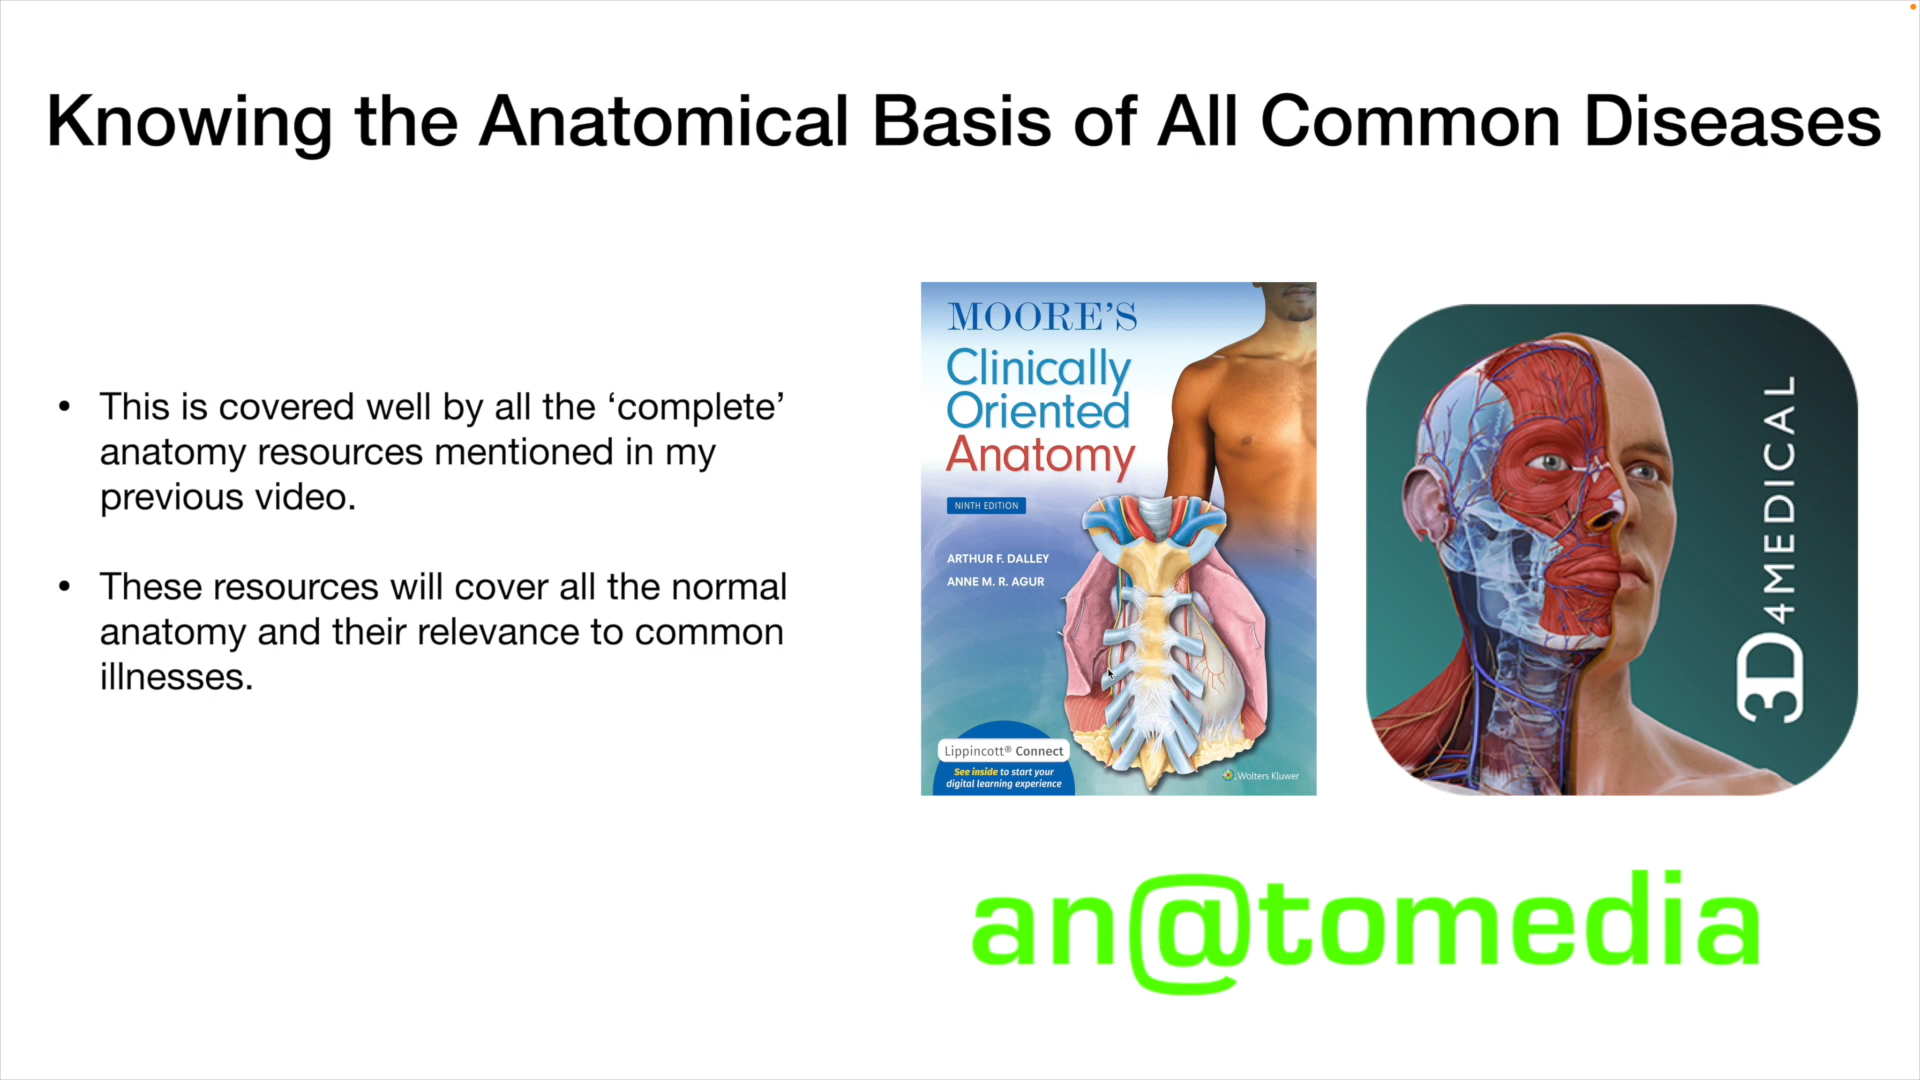 Knowing the Anatomical Basis of All Common Diseases
• This is covered well by all the ‘complete’
anatomy resources mentioned in my
previous video.
• These resources will cover all the normal
anatomy and their relevance to common
illnesses.
MOORE’S
Clinically
Oriented
Anatomy
NINTH EDITION
ARTHUR F. DALLEY
ANNE M. R. AGUR
Lippincott® Connect
See inside to start your
digital learning experience
Wolters Kluwer
3D4MEDICAL
an@tomedia